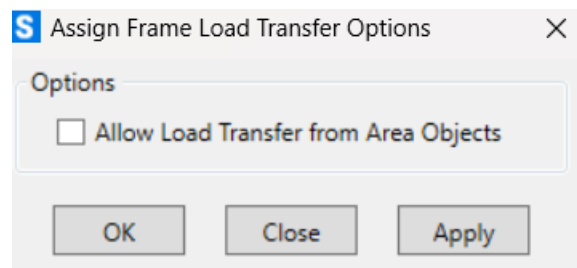 S Assign Frame Load Transfer Options
Options
Allow Load Transfer from Area Objects
OK Close Apply